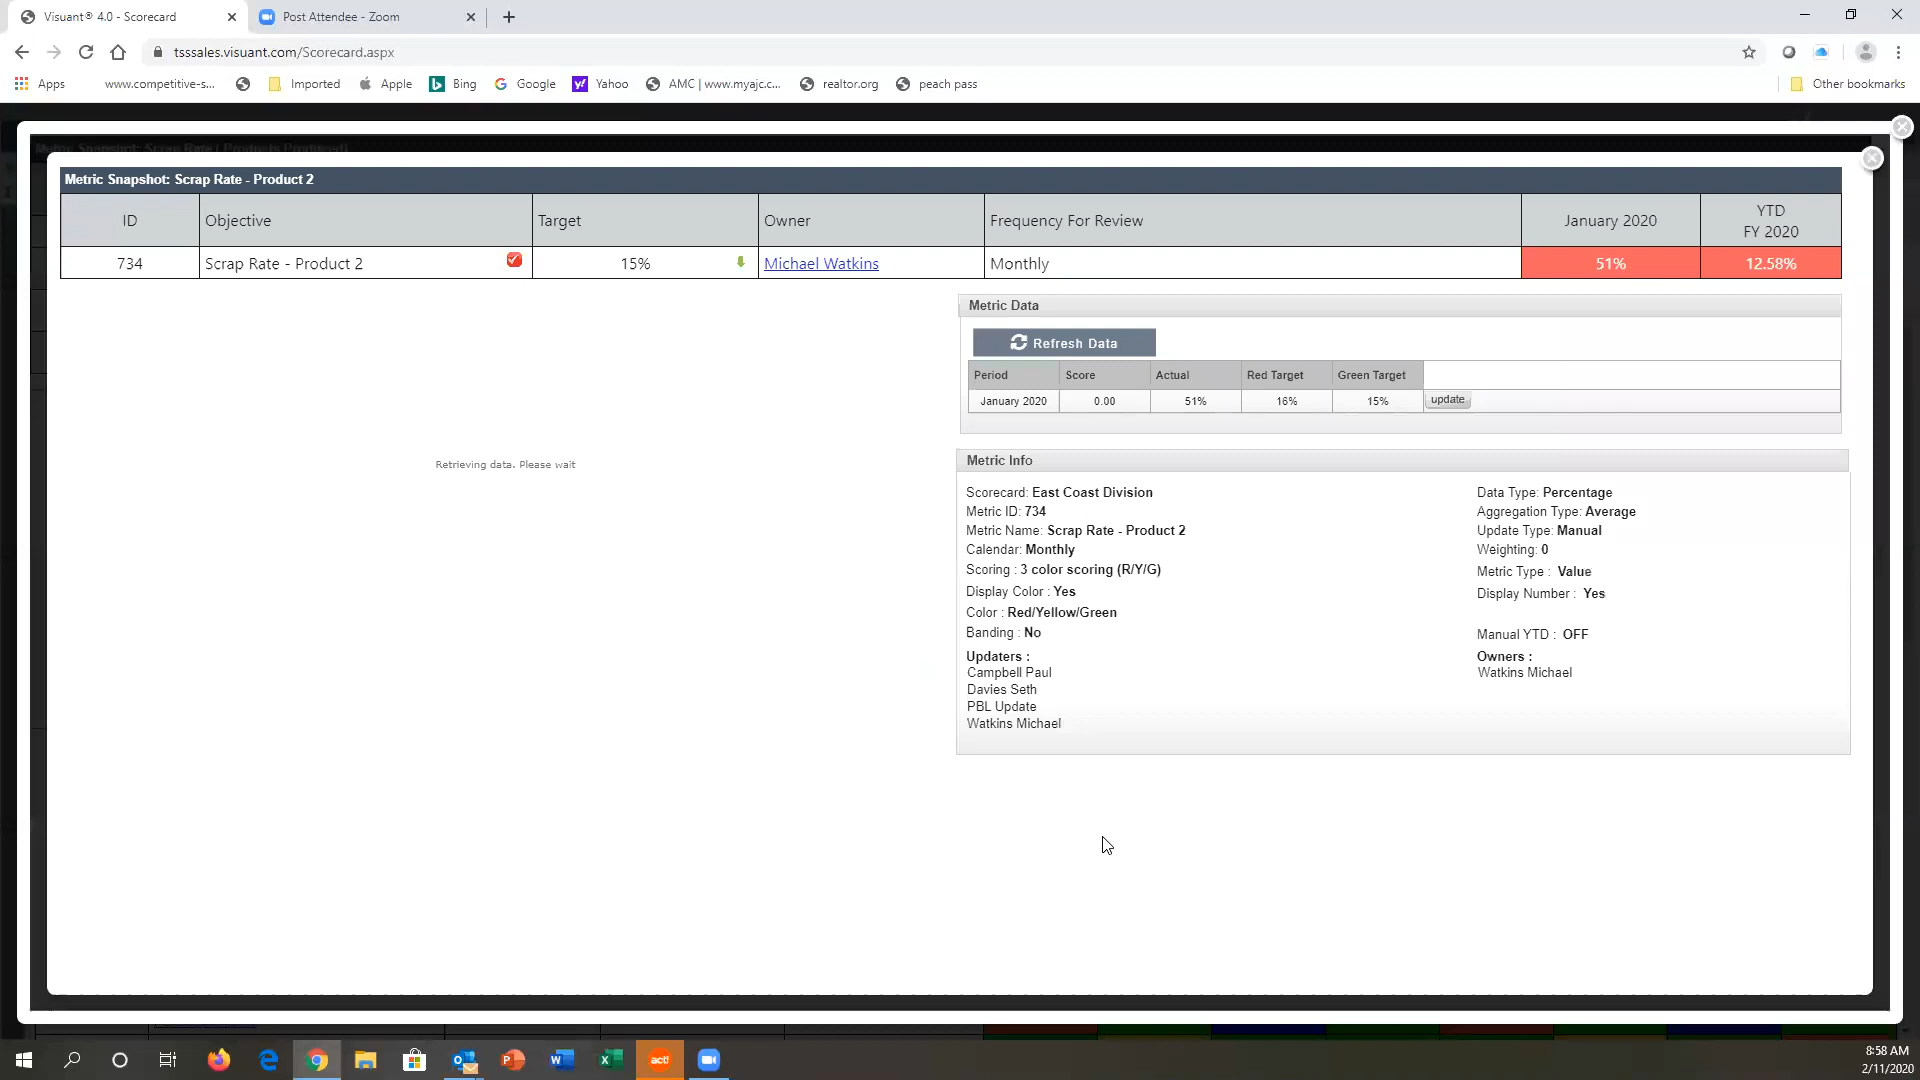 Visuant® 4.0 - Scorecard
Post Attendee - Zoom
tsssales.visuant.com/Scorecard.aspx
Apps
www.competitive-s...
Imported
Apple
Bing
Google
Yahoo
AMC | www.myajc.c...
realtor.org
peach pass
Other bookmarks
Metric Snapshot: Scrap Rate - Product 2
ID
Objective
Target
Owner
Frequency For Review
January 2020
YTD
FY 2020
734
Scrap Rate - Product 2
15%
Michael Watkins
Monthly
51%
12.58%
Metric Data
Refresh Data
Period Score Actual Red Target Green Target
January 2020 0.00 51% 16% 15% update
Retrieving data. Please wait
Metric Info
Scorecard: East Coast Division
Metric ID: 734
Metric Name: Scrap Rate - Product 2
Calendar: Monthly
Scoring : 3 color scoring (R/Y/G)
Display Color : Yes
Color : Red/Yellow/Green
Banding : No
Updaters :
Campbell Paul
Davies Seth
PBL Update
Watkins Michael
Data Type: Percentage
Aggregation Type: Average
Update Type: Manual
Weighting: 0
Metric Type : Value
Display Number : Yes
Manual YTD : OFF
Owners :
Watkins Michael
act!
8:58 AM
2/11/2020